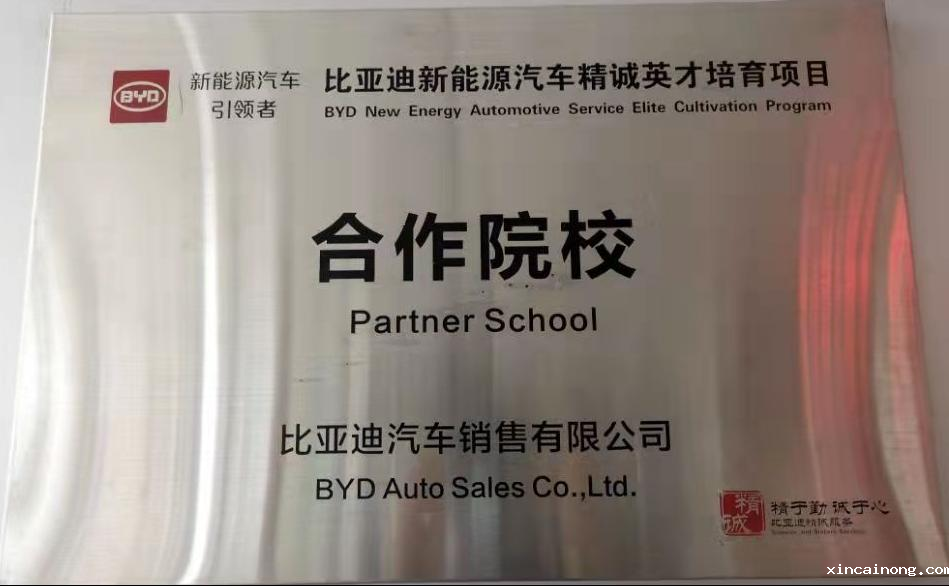 BYD
新能源汽车
引领者
比亚迪新能源汽车精诚英才培育项目
BYD New Energy Automotive Service Elite Cultivation Program
合作院校
Partner School
比亚迪汽车销售有限公司
BYD Auto Sales Co.,Ltd.
精诚
精于勤 诚于心
比亚迪精诚服务
xincainong.com